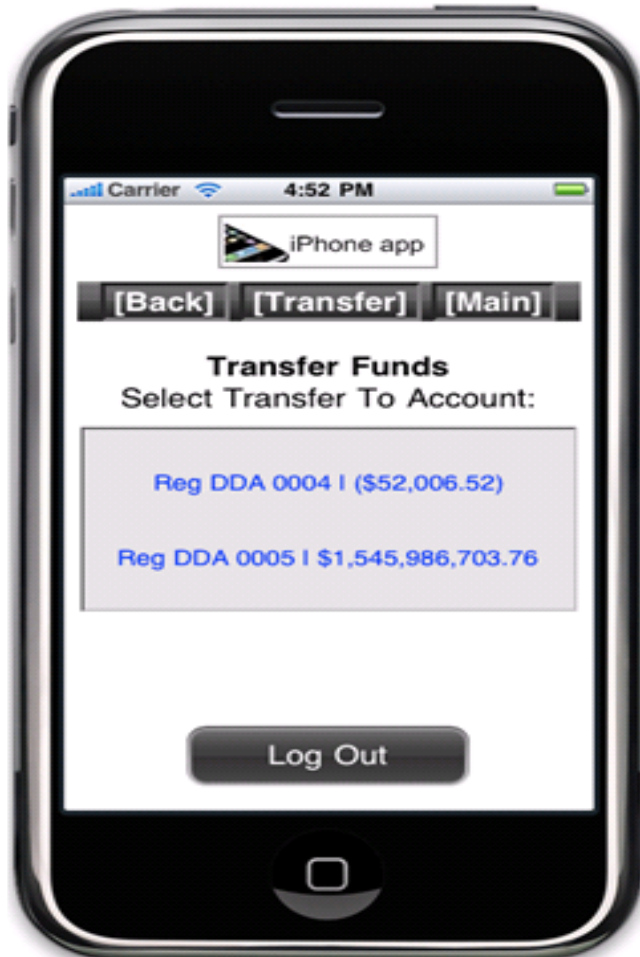 Carrier 4:52 PM
iPhone app
[Back] [Transfer] [Main]
Transfer Funds
Select Transfer To Account:
Reg DDA 0004 | ($52,006.52)
Reg DDA 0005 | $1,545,986,703.76
Log Out